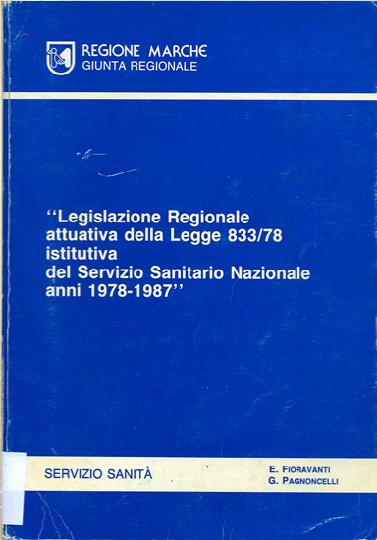 REGIONE MARCHE
GIUNTA REGIONALE
“Legislazione Regionale
attuativa della Legge 833/78
istitutiva
del Servizio Sanitario Nazionale
anni 1978-1987”
SERVIZIO SANITÀ
E. FIORAVANTI
G. PAGNONCELLI